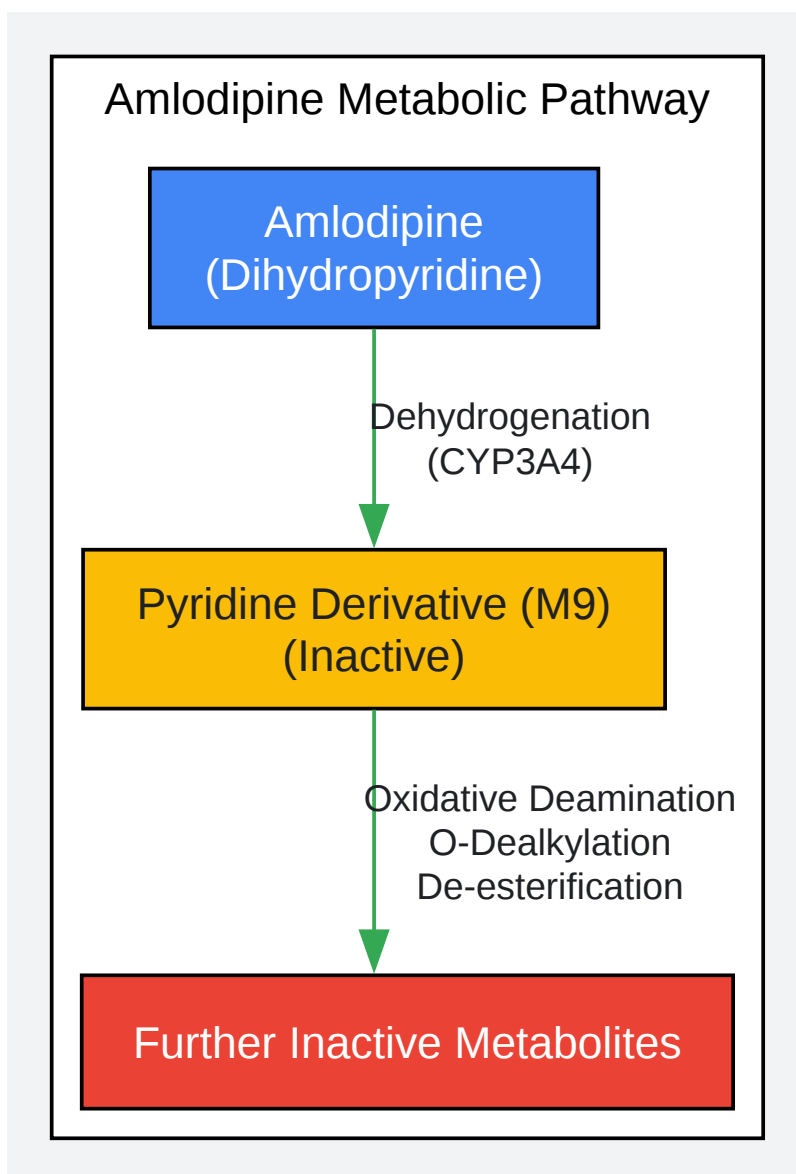 Amlodipine Metabolic Pathway
Amlodipine
(Dihydropyridine)
Dehydrogenation
(CYP3A4)
Pyridine Derivative (M9)
(Inactive)
Oxidative Deamination
O-Dealkylation
De-esterification
Further Inactive Metabolites